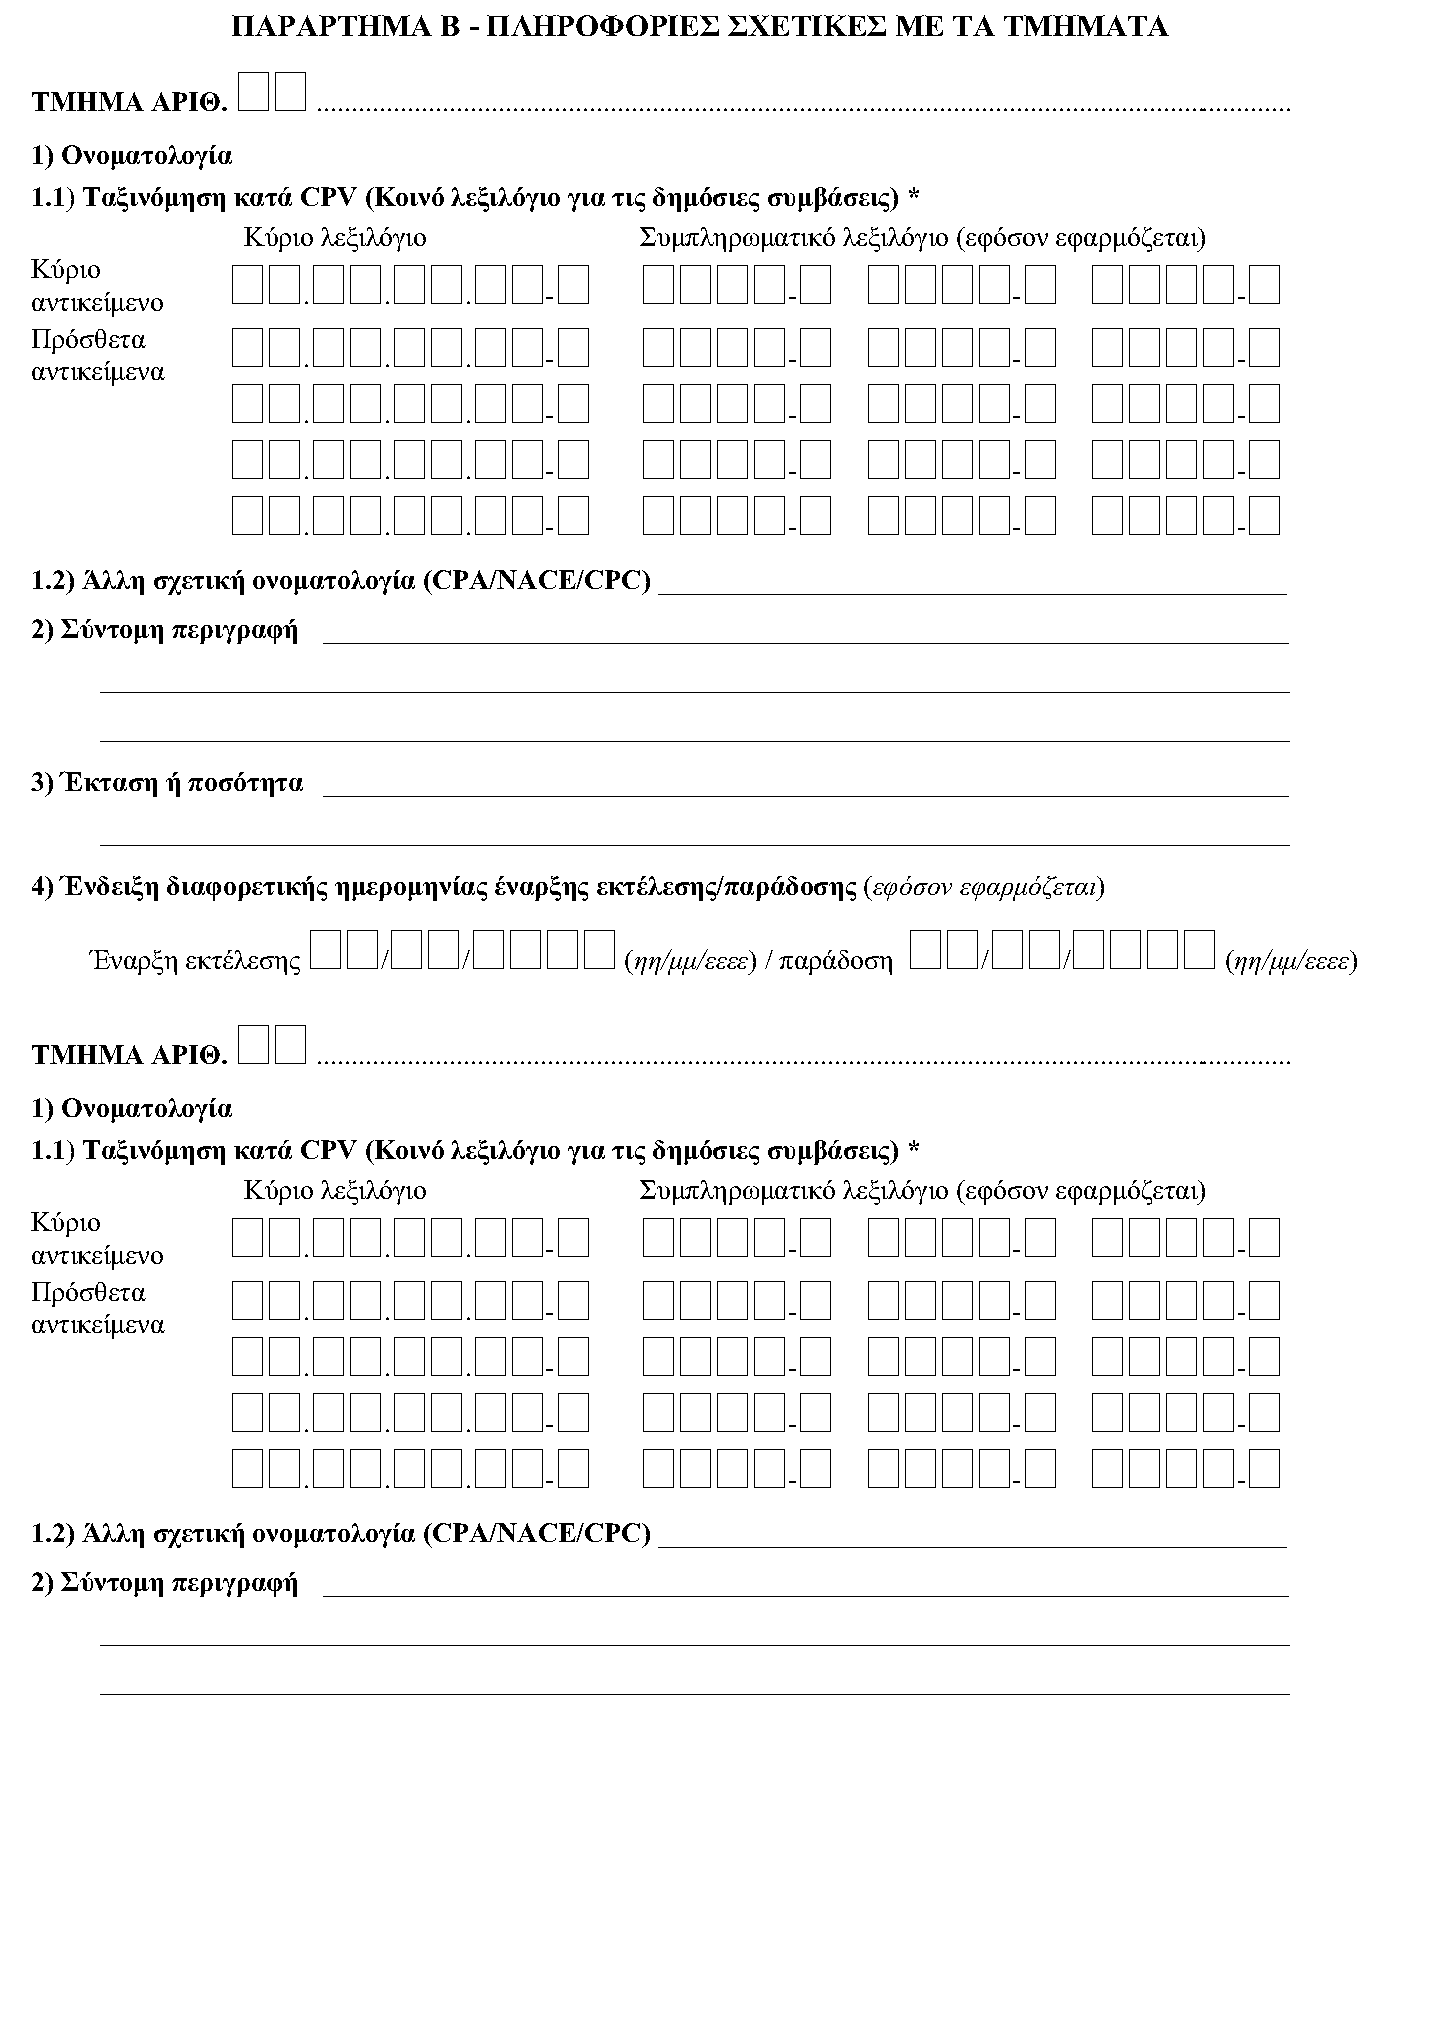 ΠΑΡΑΡΤΗΜΑ Β - ΠΛΗΡΟΦΟΡΙΕΣ ΣΧΕΤΙΚΕΣ ΜΕ ΤΑ ΤΜΗΜΑΤΑ
ΤΜΗΜΑ ΑΡΙΘ.
1) Ονοματολογία
1.1) Ταξινόμηση κατά CPV (Κοινό λεξιλόγιο για τις δημόσιες συμβάσεις) *
Κύριο λεξιλόγιο Συμπληρωματικό λεξιλόγιο (εφόσον εφαρμόζεται)
Κύριο
αντικείμενο
Πρόσθετα
αντικείμενα
1.2) Άλλη σχετική ονοματολογία (CPA/NACE/CPC)
2) Σύντομη περιγραφή
3) Έκταση ή ποσότητα
4) Ένδειξη διαφορετικής ημερομηνίας έναρξης εκτέλεσης/παράδοσης (εφόσον εφαρμόζεται)
Έναρξη εκτέλεσης / / (ηη/μμ/εεεε) / παράδοση / / (ηη/μμ/εεεε)
ΤΜΗΜΑ ΑΡΙΘ.
1) Ονοματολογία
1.1) Ταξινόμηση κατά CPV (Κοινό λεξιλόγιο για τις δημόσιες συμβάσεις) *
Κύριο λεξιλόγιο Συμπληρωματικό λεξιλόγιο (εφόσον εφαρμόζεται)
Κύριο
αντικείμενο
Πρόσθετα
αντικείμενα
1.2) Άλλη σχετική ονοματολογία (CPA/NACE/CPC)
2) Σύντομη περιγραφή